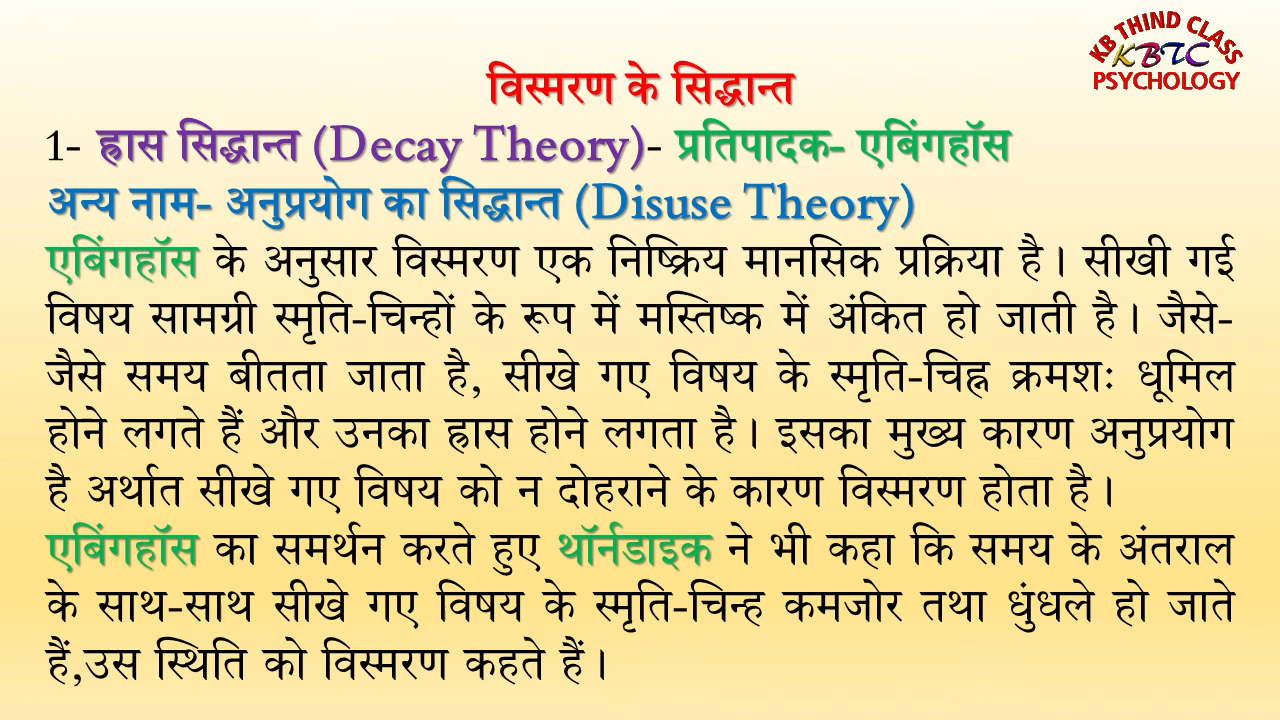 KB THIND CLASS
KBTC
PSYCHOLOGY
विस्मरण के सिद्धान्त
1- ह्रास सिद्धान्त (Decay Theory)- प्रतिपादक- एबिंगहॉस
अन्य नाम- अनुप्रयोग का सिद्धान्त (Disuse Theory)
एबिंगहॉस के अनुसार विस्मरण एक निष्क्रिय मानसिक प्रक्रिया है। सीखी गई
विषय सामग्री स्मृति-चिन्हों के रूप में मस्तिष्क में अंकित हो जाती है। जैसे-
जैसे समय बीतता जाता है, सीखे गए विषय के स्मृति-चिह्न क्रमशः धूमिल
होने लगते हैं और उनका ह्रास होने लगता है। इसका मुख्य कारण अनुप्रयोग
है अर्थात सीखे गए विषय को न दोहराने के कारण विस्मरण होता है।
एबिंगहॉस का समर्थन करते हुए थॉर्नडाइक ने भी कहा कि समय के अंतराल
के साथ-साथ सीखे गए विषय के स्मृति-चिन्ह कमजोर तथा धुंधले हो जाते
हैं,उस स्थिति को विस्मरण कहते हैं।